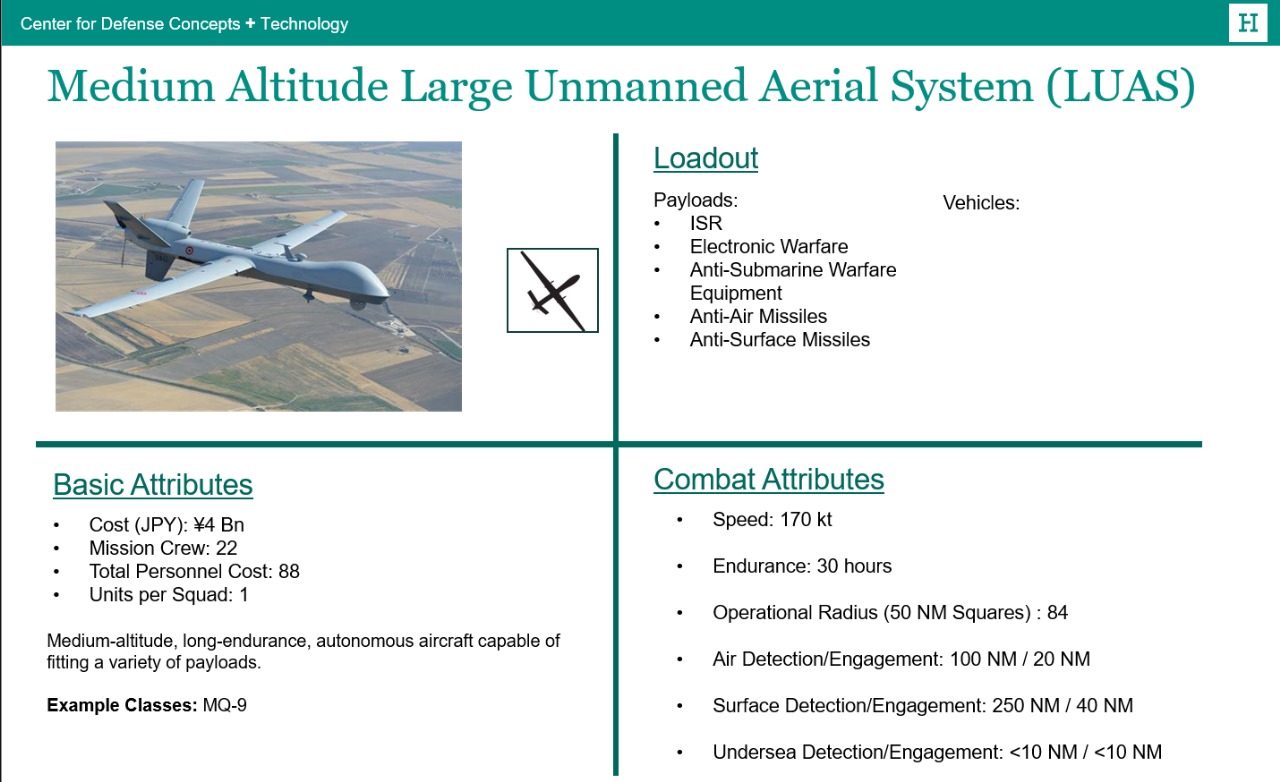 Center for Defense Concepts + Technology
H
Medium Altitude Large Unmanned Aerial System (LUAS)
Loadout
Payloads:
• ISR
• Electronic Warfare
• Anti-Submarine Warfare
Equipment
• Anti-Air Missiles
• Anti-Surface Missiles
Vehicles:
Basic Attributes
• Cost (JPY): ¥4 Bn
• Mission Crew: 22
• Total Personnel Cost: 88
• Units per Squad: 1
Medium-altitude, long-endurance, autonomous aircraft capable of
fitting a variety of payloads.
Example Classes: MQ-9
Combat Attributes
• Speed: 170 kt
• Endurance: 30 hours
• Operational Radius (50 NM Squares) : 84
• Air Detection/Engagement: 100 NM / 20 NM
• Surface Detection/Engagement: 250 NM / 40 NM
• Undersea Detection/Engagement: <10 NM / <10 NM